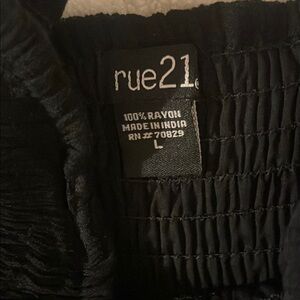 rue21
100% RAYON
MADE IN INDIA
RN# 70829
L